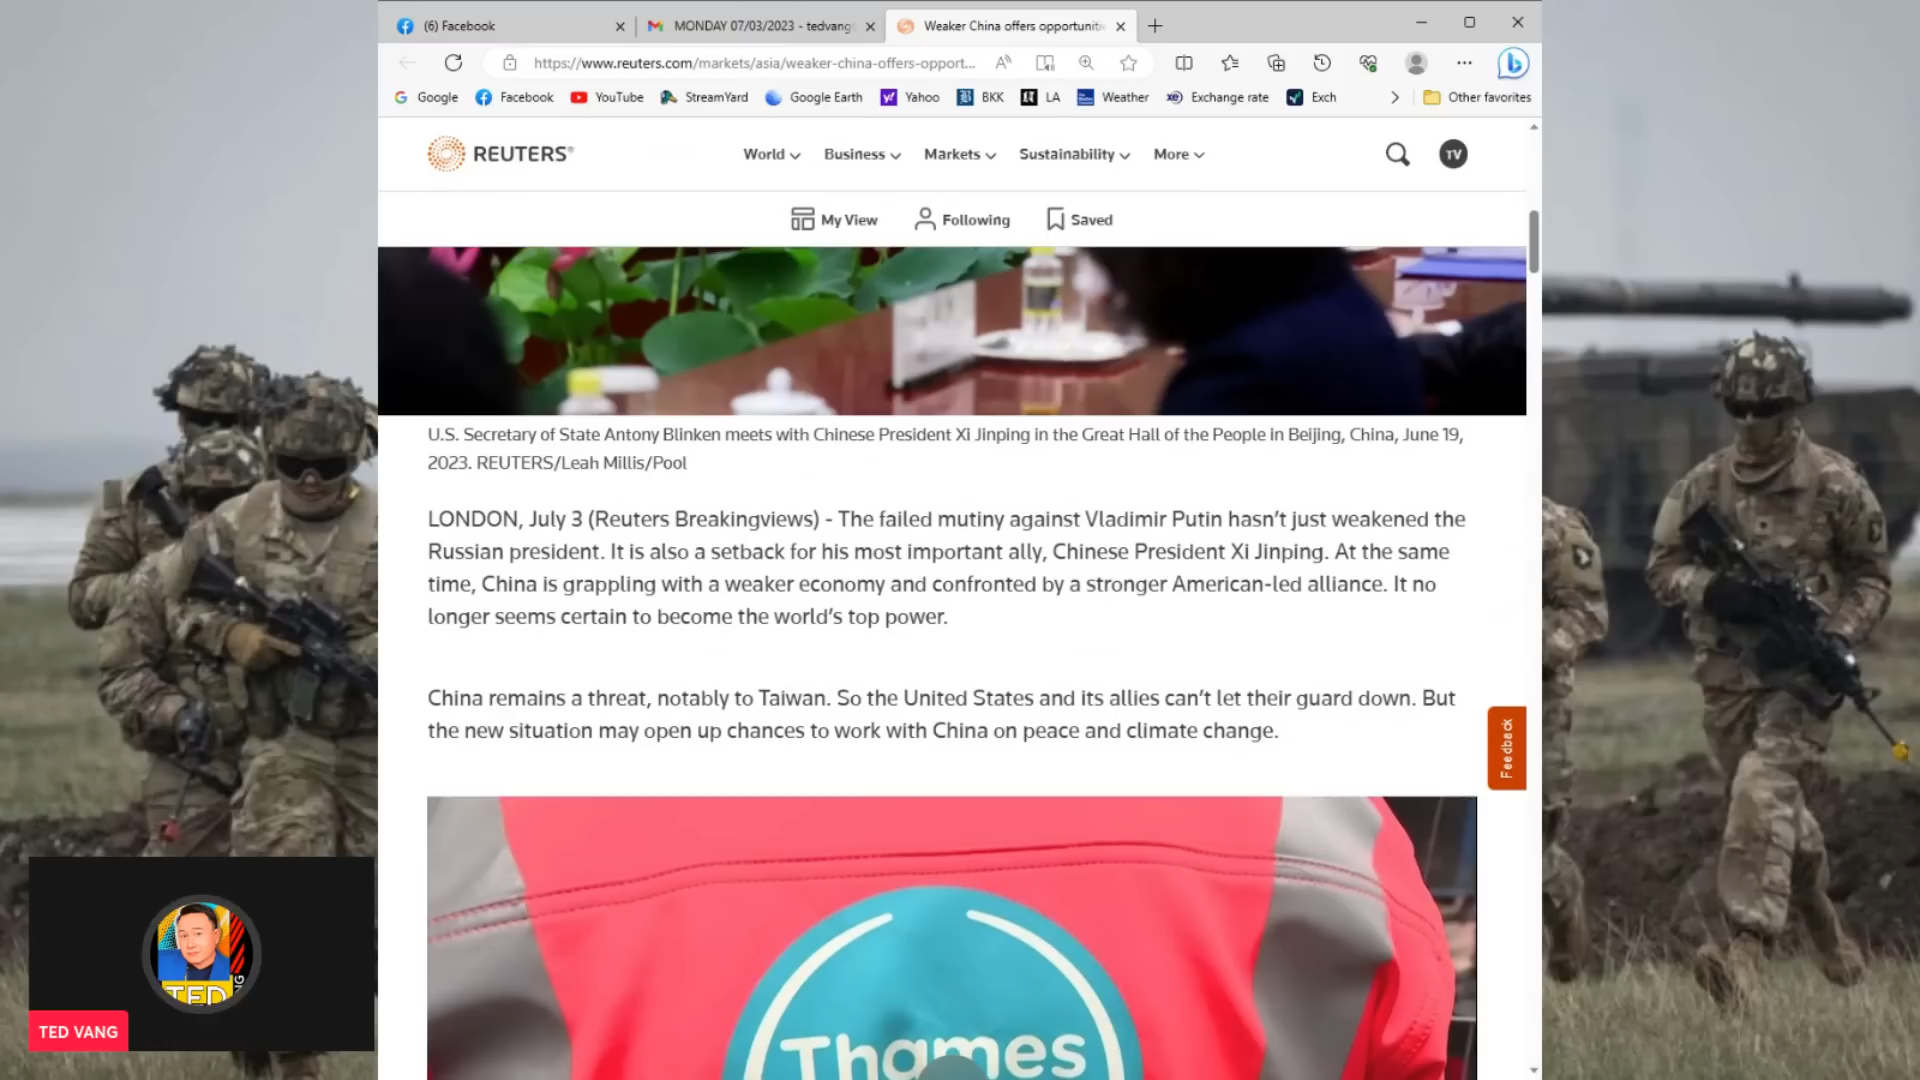 (6) Facebook
MONDAY 07/03/2023 - tedvang
Weaker China offers opportuniti
https://www.reuters.com/markets/asia/weaker-china-offers-opport...
Google
Facebook
YouTube
StreamYard
Google Earth
Yahoo
BKK
LA
Weather
Exchange rate
Exch
Other favorites
REUTERS®
World
Business
Markets
Sustainability
More
TV
My View
Following
Saved
U.S. Secretary of State Antony Blinken meets with Chinese President Xi Jinping in the Great Hall of the People in Beijing, China, June 19,
2023. REUTERS/Leah Millis/Pool
LONDON, July 3 (Reuters Breakingviews) - The failed mutiny against Vladimir Putin hasn’t just weakened the
Russian president. It is also a setback for his most important ally, Chinese President Xi Jinping. At the same
time, China is grappling with a weaker economy and confronted by a stronger American-led alliance. It no
longer seems certain to become the world’s top power.
China remains a threat, notably to Taiwan. So the United States and its allies can’t let their guard down. But
the new situation may open up chances to work with China on peace and climate change.
Feedback
Thames
TED
TED VANG